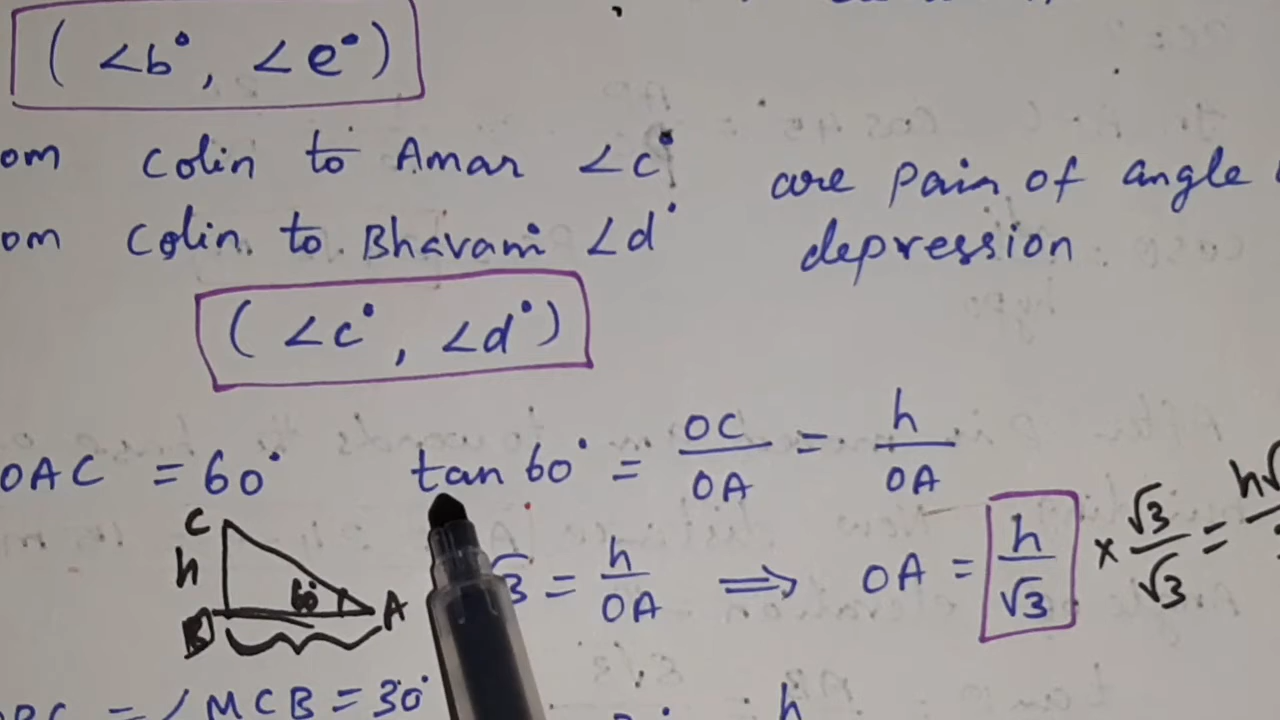 (∠b°, ∠e°)
om Colin to Amar ∠c° are pair of angle
om Colin to Bhavani ∠d° depression
(∠c°, ∠d°)
OAC = 60° tan 60° = OC/OA = h/OA
C
h 60° A
√3 = h/OA ⟹ OA = h/√3 × √3/√3 = h√
= ∠MCB = 30°
h